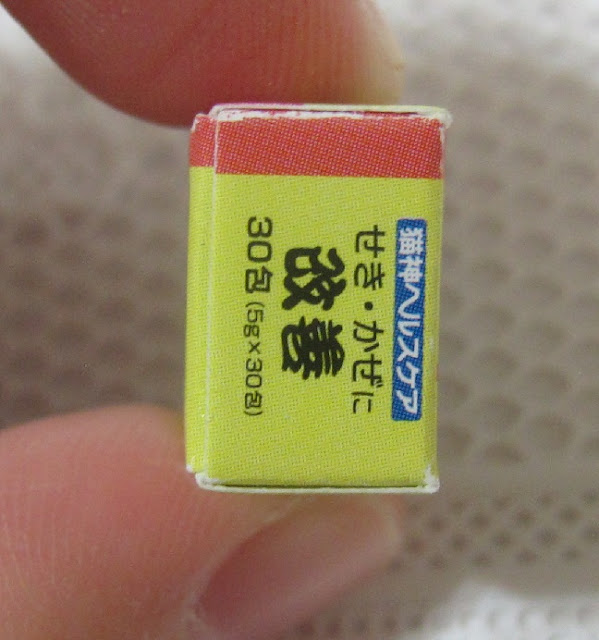 猫神ヘルスケア
せき・かぜに
改善
30包(5g×30包)